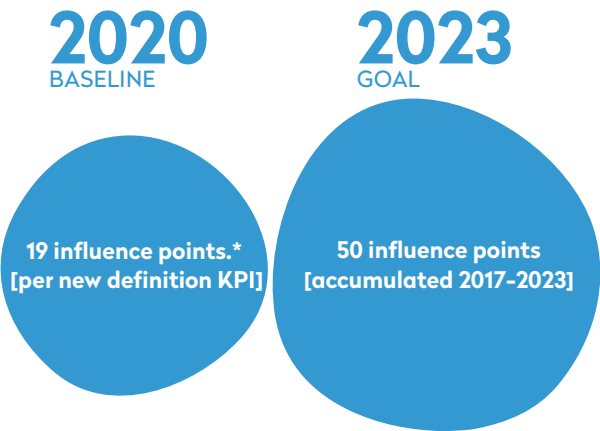 2020
BASELINE
19 influence points.*
[per new definition KPI]
2023
GOAL
50 influence points
[accumulated 2017-2023]